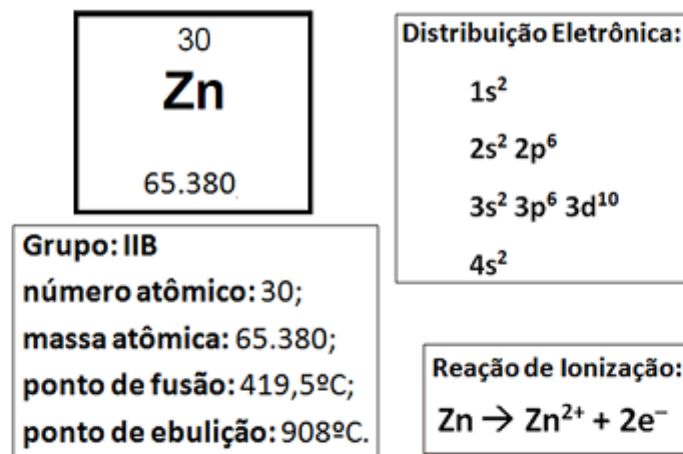 30
Zn
65.380
Grupo: IIB
número atômico: 30;
massa atômica: 65.380;
ponto de fusão: 419,5ºC;
ponto de ebulição: 908ºC.
Distribuição Eletrônica:
1s²
2s² 2p⁶
3s² 3p⁶ 3d¹⁰
4s²
Reação de Ionização:
Zn → Zn²⁺ + 2e⁻